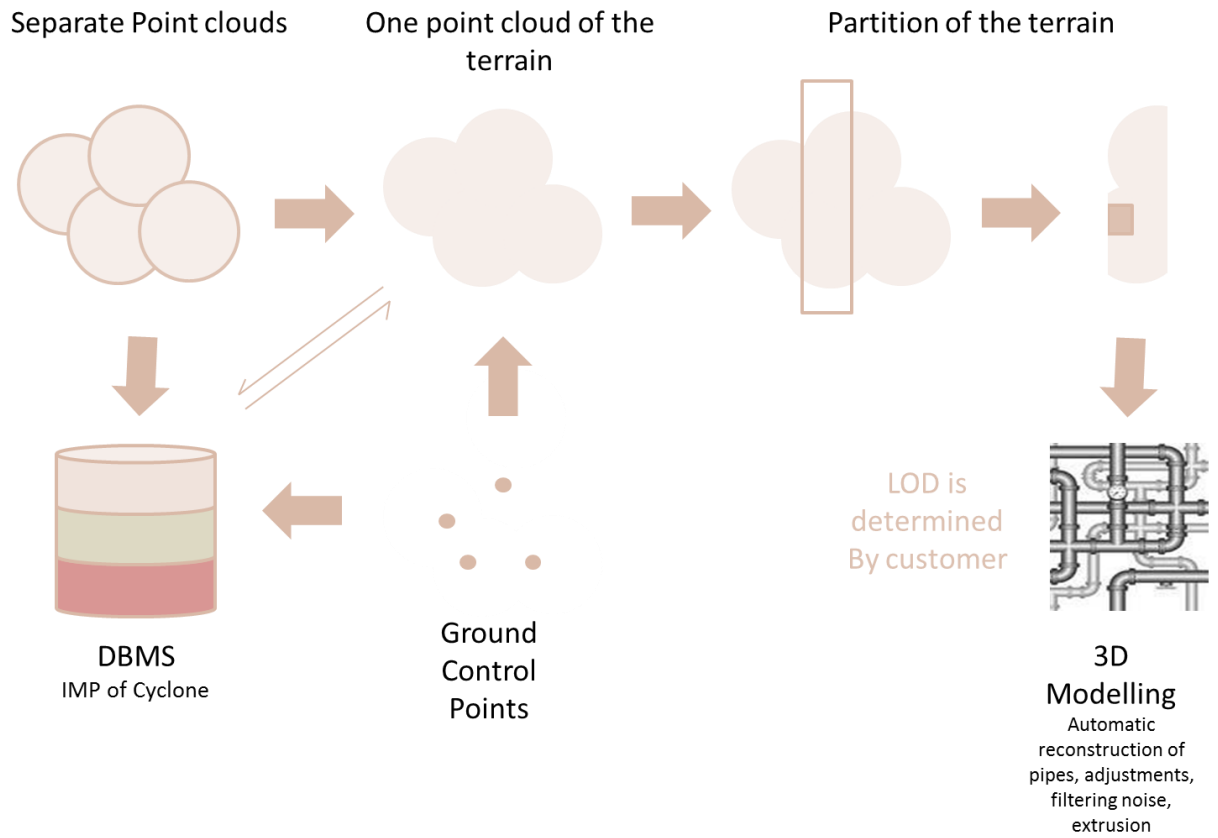 Separate Point clouds
One point cloud of the
terrain
Partition of the terrain
LOD is
determined
By customer
DBMS
IMP of Cyclone
Ground
Control
Points
3D
Modelling
Automatic
reconstruction of
pipes, adjustments,
filtering noise,
extrusion